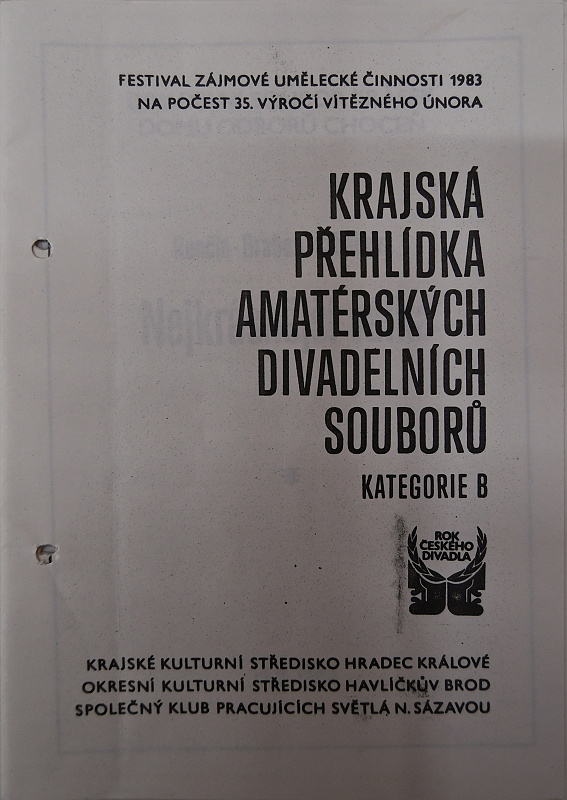 FESTIVAL ZÁJMOVÉ UMĚLECKÉ ČINNOSTI 1983
NA POČEST 35. VÝROČÍ VÍTĚZNÉHO ÚNORA
KRAJSKÁ
PŘEHLÍDKA
AMATÉRSKÝCH
DIVADELNÍCH
SOUBORŮ
KATEGORIE B
ROK
ČESKÉHO
DIVADLA
KRAJSKÉ KULTURNÍ STŘEDISKO HRADEC KRÁLOVÉ
OKRESNÍ KULTURNÍ STŘEDISKO HAVLÍČKŮV BROD
SPOLEČNÝ KLUB PRACUJÍCÍCH SVĚTLÁ N. SÁZAVOU